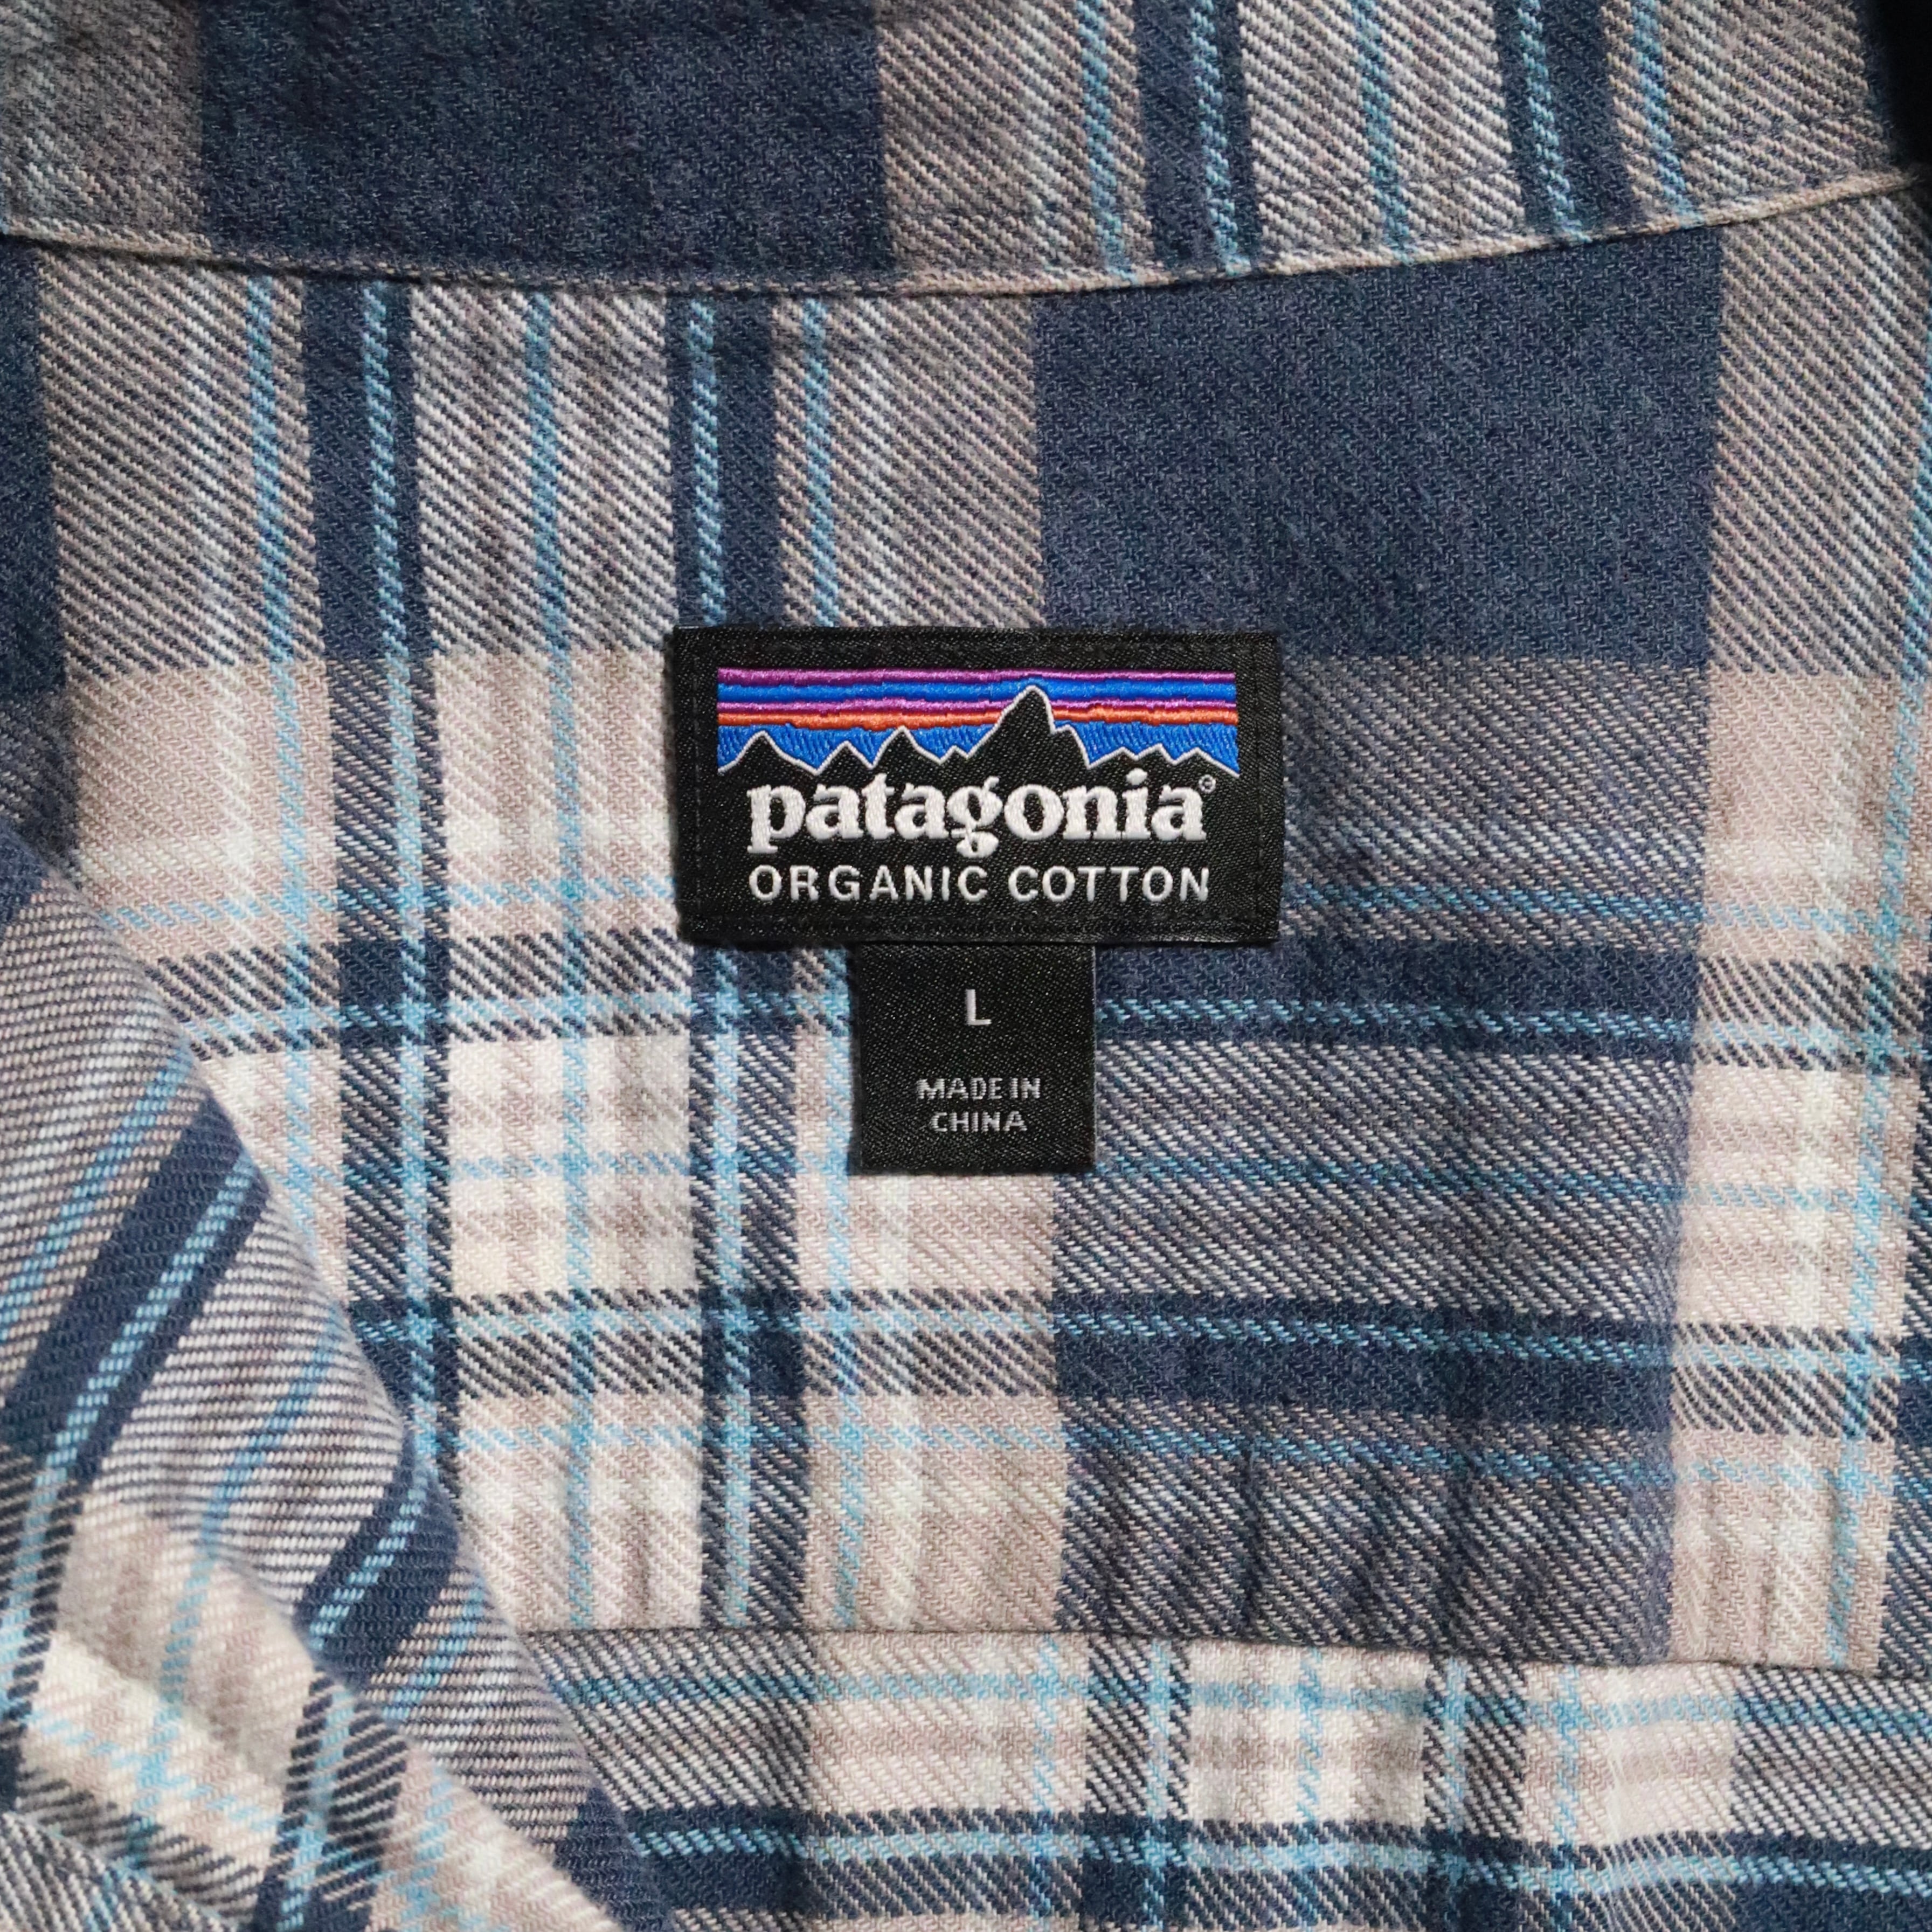 patagonia®
ORGANIC COTTON
L
MADE IN
CHINA